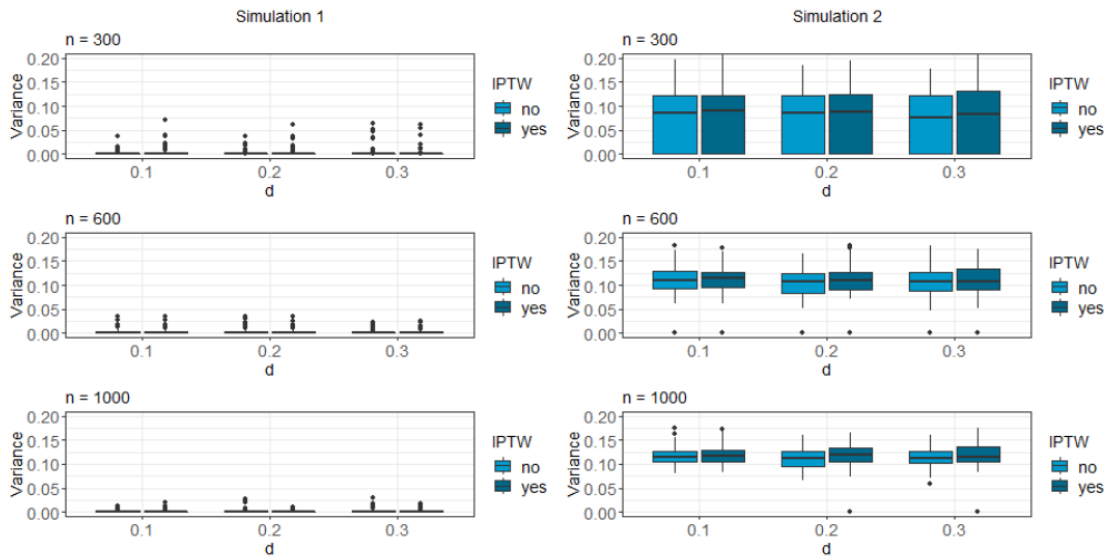 Simulation 1
n = 300
Variance
0.20
0.15
0.10
0.05
0.00
0.1 0.2 0.3
d
IPTW
no
yes
n = 600
Variance
0.20
0.15
0.10
0.05
0.00
0.1 0.2 0.3
d
IPTW
no
yes
n = 1000
Variance
0.20
0.15
0.10
0.05
0.00
0.1 0.2 0.3
d
IPTW
no
yes
Simulation 2
n = 300
Variance
0.20
0.15
0.10
0.05
0.00
0.1 0.2 0.3
d
IPTW
no
yes
n = 600
Variance
0.20
0.15
0.10
0.05
0.00
0.1 0.2 0.3
d
IPTW
no
yes
n = 1000
Variance
0.20
0.15
0.10
0.05
0.00
0.1 0.2 0.3
d
IPTW
no
yes